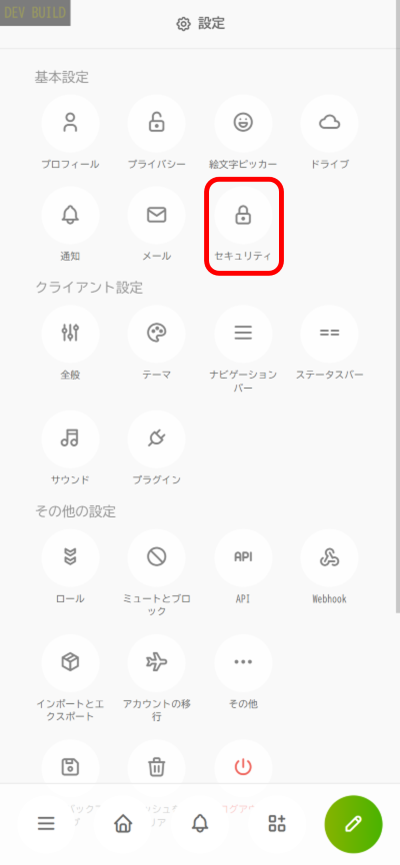 DEV BUILD
設定
基本設定
プロフィール
プライバシー
絵文字ピッカー
ドライブ
通知
メール
セキュリティ
クライアント設定
全般
テーマ
ナビゲーション
バー
ステータスバー
サウンド
プラグイン
その他の設定
ロール
ミュートとブロ
ック
API
API
Webhook
インポートとエ
クスポート
アカウントの移
行
その他